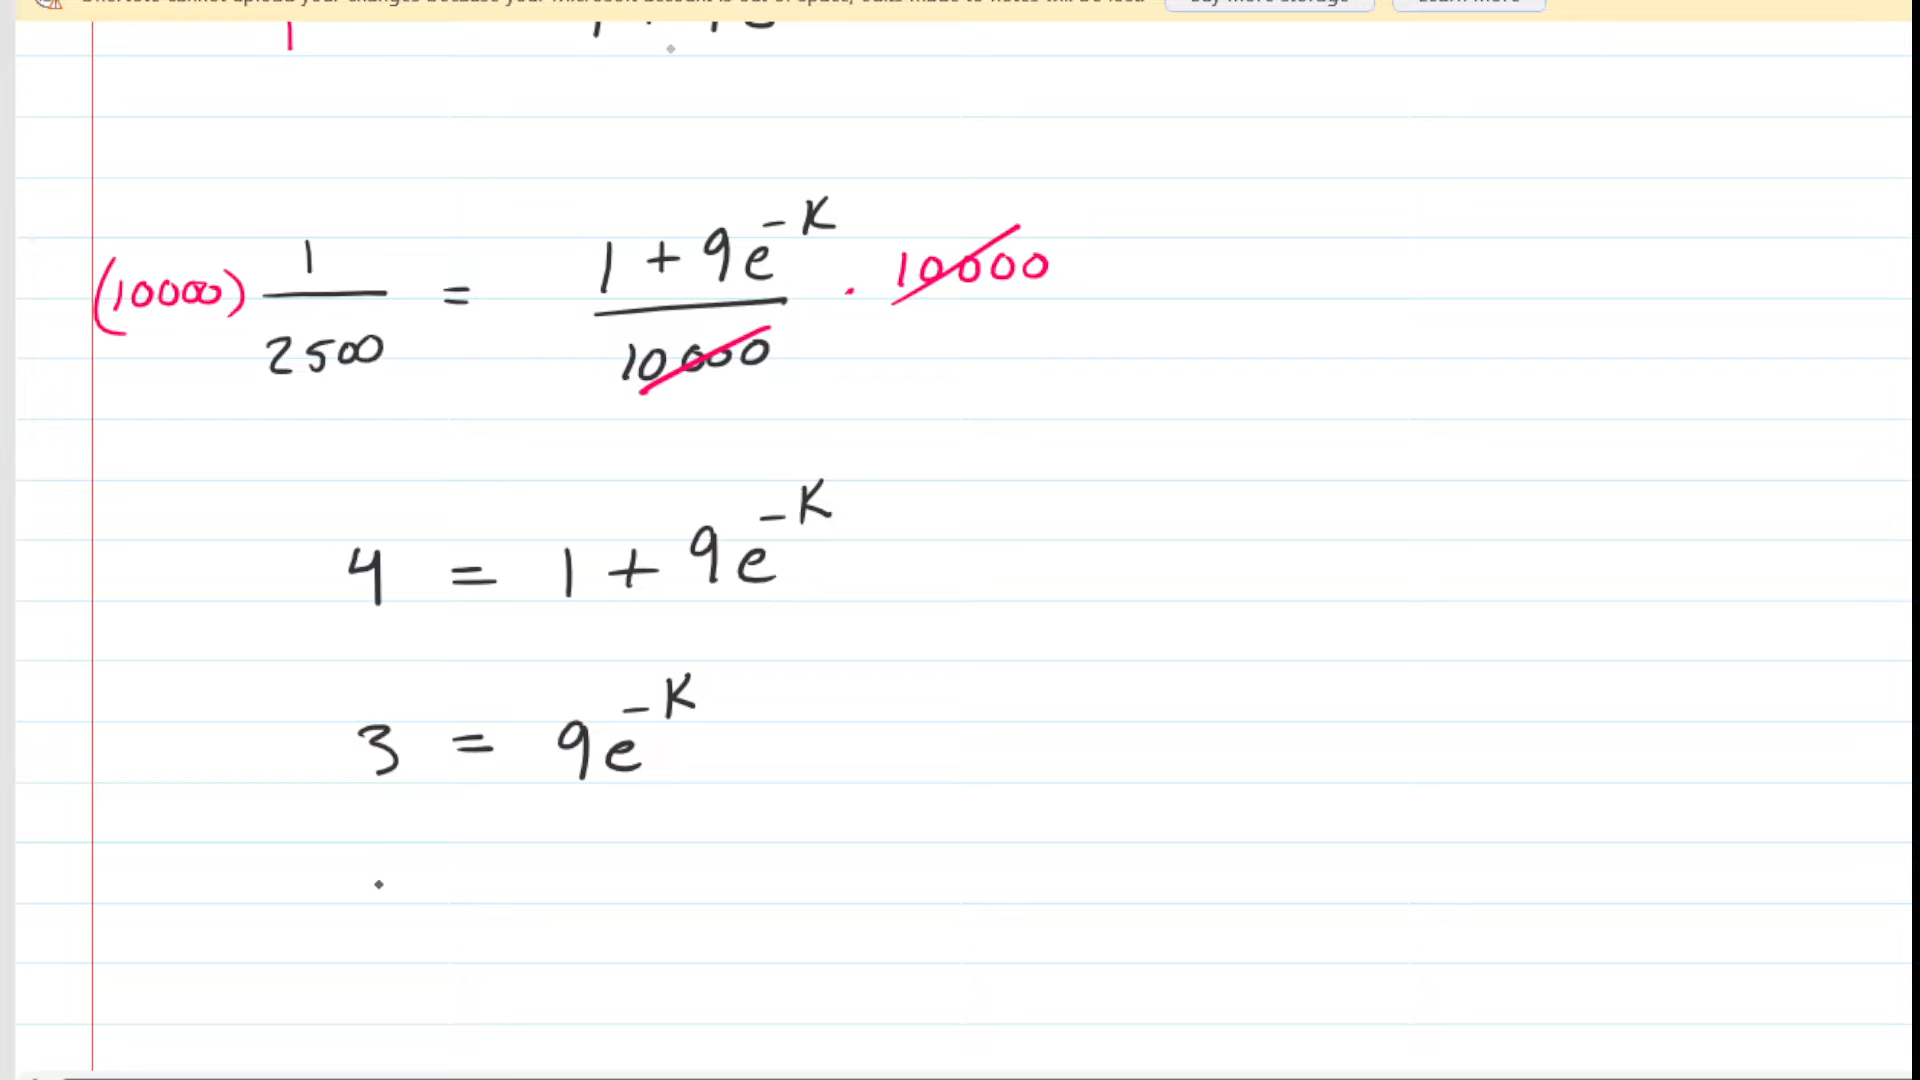 (10000) 1/2500 = (1 + 9e^-K)/10000 · 10000
4 = 1 + 9e^-K
3 = 9e^-K